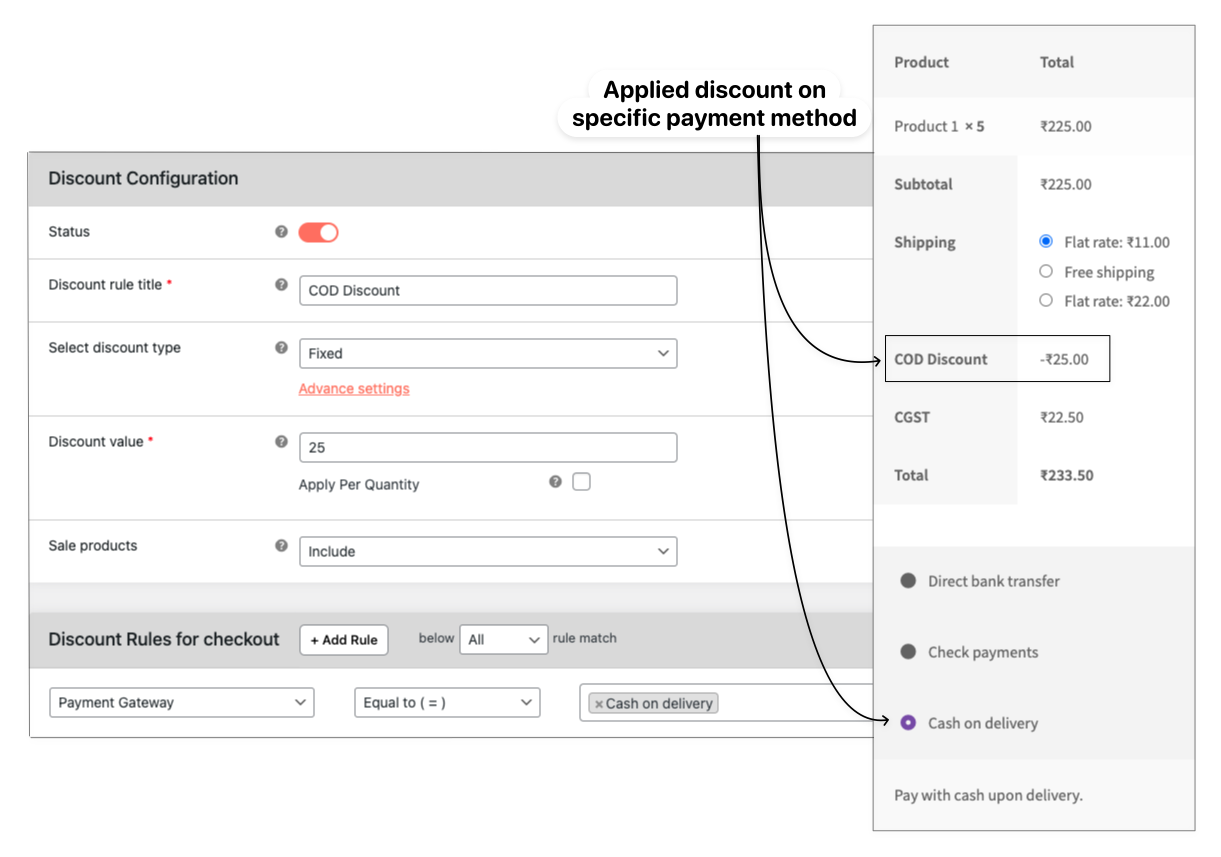 Applied discount on
specific payment method
Discount Configuration
Status ?
Discount rule title * ? COD Discount
Select discount type ? Fixed
Advance settings
Discount value * ? 25
Apply Per Quantity ?
Sale products ? Include
Discount Rules for checkout + Add Rule below All rule match
Payment Gateway Equal to ( = ) × Cash on delivery
Product Total
Product 1 × 5 ₹225.00
Subtotal ₹225.00
Shipping Flat rate: ₹11.00
Free shipping
Flat rate: ₹22.00
COD Discount -₹25.00
CGST ₹22.50
Total ₹233.50
Direct bank transfer
Check payments
Cash on delivery
Pay with cash upon delivery.